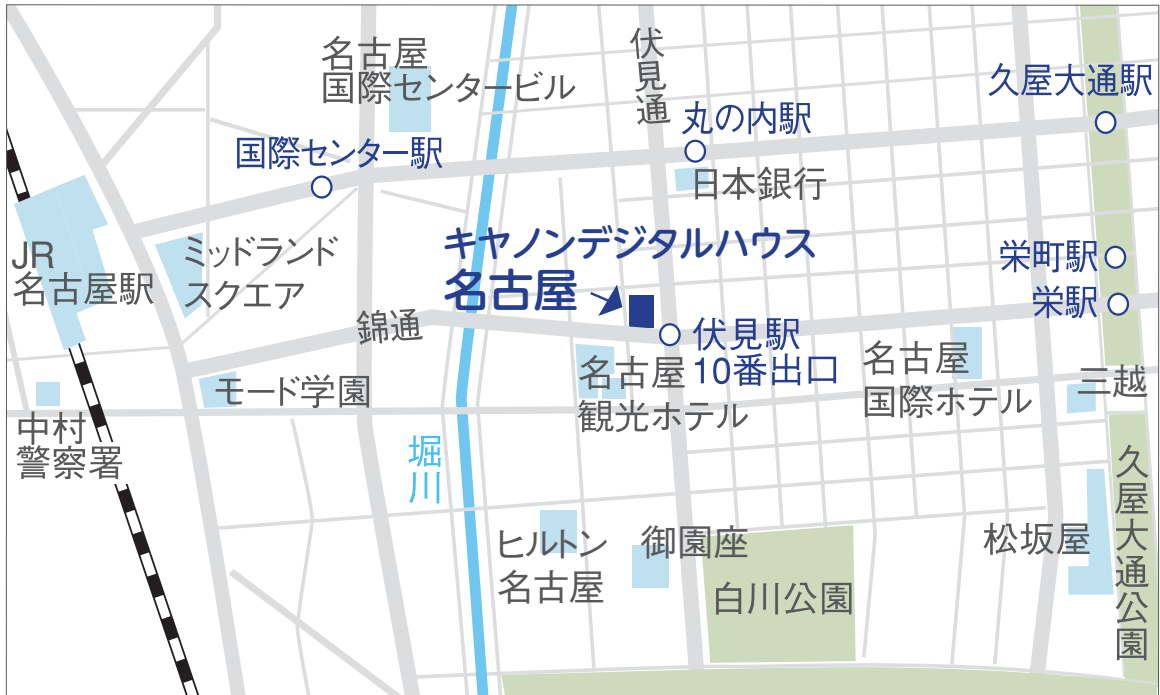 名古屋
国際センタービル
伏見通
久屋大通駅
丸の内駅
国際センター駅
日本銀行
キヤノンデジタルハウス
名古屋
ミッドランド
スクエア
JR
名古屋駅
栄町駅
栄駅
錦通
伏見駅
10番出口
名古屋
国際ホテル
名古屋
観光ホテル
モード学園
三越
中村
警察署
堀川
久屋大通公園
ヒルトン
名古屋
御園座
松坂屋
白川公園